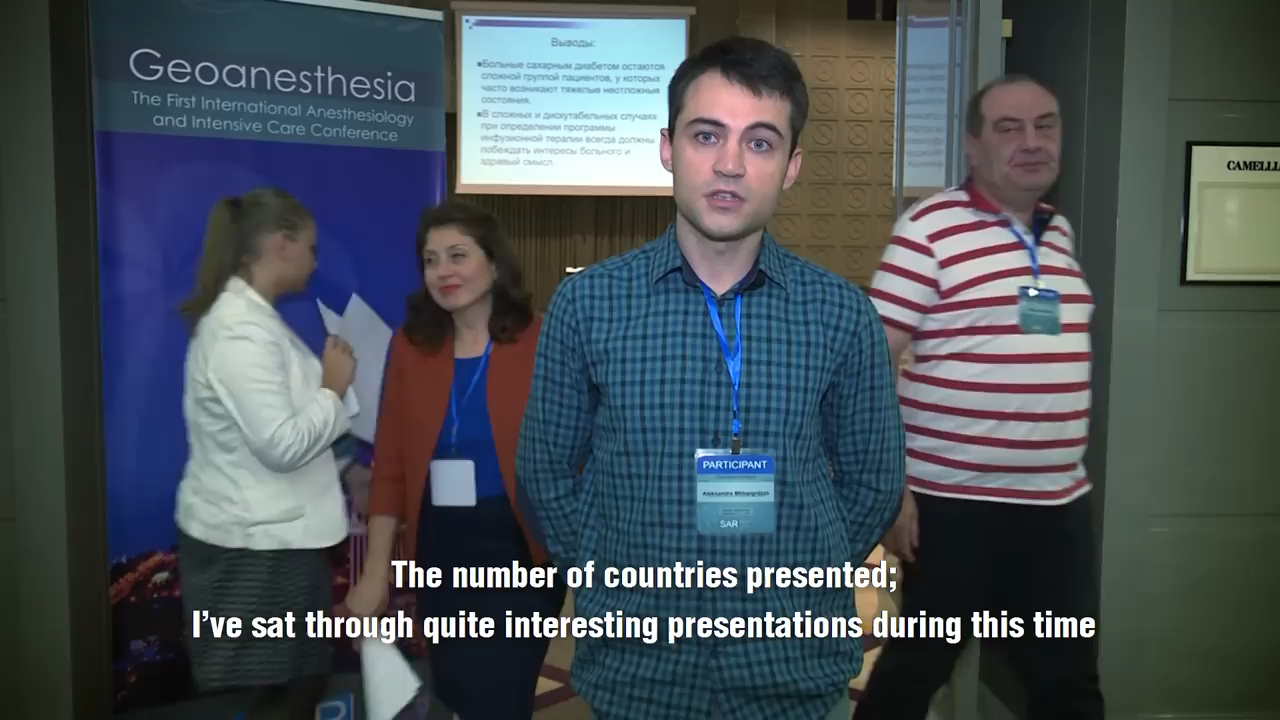 Geoanesthesia
The First International Anesthesiology
and Intensive Care Conference
Выводы:
▪Больные сахарным диабетом остаются
сложной группой пациентов, у которых
часто возникают тяжелые неотложные
состояния.
▪В сложных и дискутабельных случаях
при определении программы
инфузионной терапии всегда должны
побеждать интересы больного и
здравый смысл
CAMELLIA
PARTICIPANT
Aleksandre
SAR
The number of countries presented;
I've sat through quite interesting presentations during this time